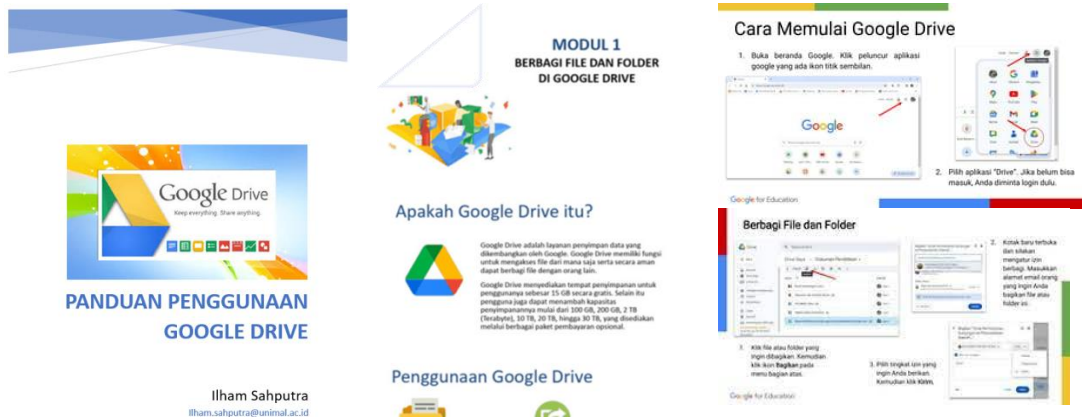 Google Drive
Keep everything. Share anything.
PANDUAN PENGGUNAAN
GOOGLE DRIVE
Ilham Sahputra
Ilham.sahputra@unimal.ac.id
MODUL 1
BERBAGI FILE DAN FOLDER
DI GOOGLE DRIVE
Apakah Google Drive itu?
Google Drive adalah layanan penyimpan data yang
dikembangkan oleh Google. Google Drive memiliki fungsi
untuk mengakses file dari mana saja serta secara aman
dapat berbagi file dengan orang lain.
Google Drive menyediakan tempat penyimpanan untuk
penggunanya sebesar 15 GB secara gratis. Selain itu
pengguna juga dapat menambah kapasitas
penyimpanannya mulai dari 100 GB, 200 GB, 2 TB
(Terabyte), 10 TB, 20 TB, hingga 30 TB, yang disediakan
melalui berbagai paket pembayaran opsional.
Penggunaan Google Drive
Cara Memulai Google Drive
1. Buka beranda Google. Klik peluncur aplikasi
google yang ada ikon titik sembilan.
Google
2. Pilih aplikasi "Drive". Jika belum bisa
masuk, Anda diminta login dulu.
Google for Education
Berbagi File dan Folder
Drive
1. Klik file atau folder yang
ingin dibagikan. Kemudian
klik ikon Bagikan pada
menu bagian atas.
2. Kotak baru terbuka
dan silakan
mengatur izin
berbagi. Masukkan
alamat email orang
yang ingin Anda
bagikan file atau
folder ini.
3. Pilih tingkat izin yang
ingin Anda berikan.
Kemudian klik Kirim.
Google for Education